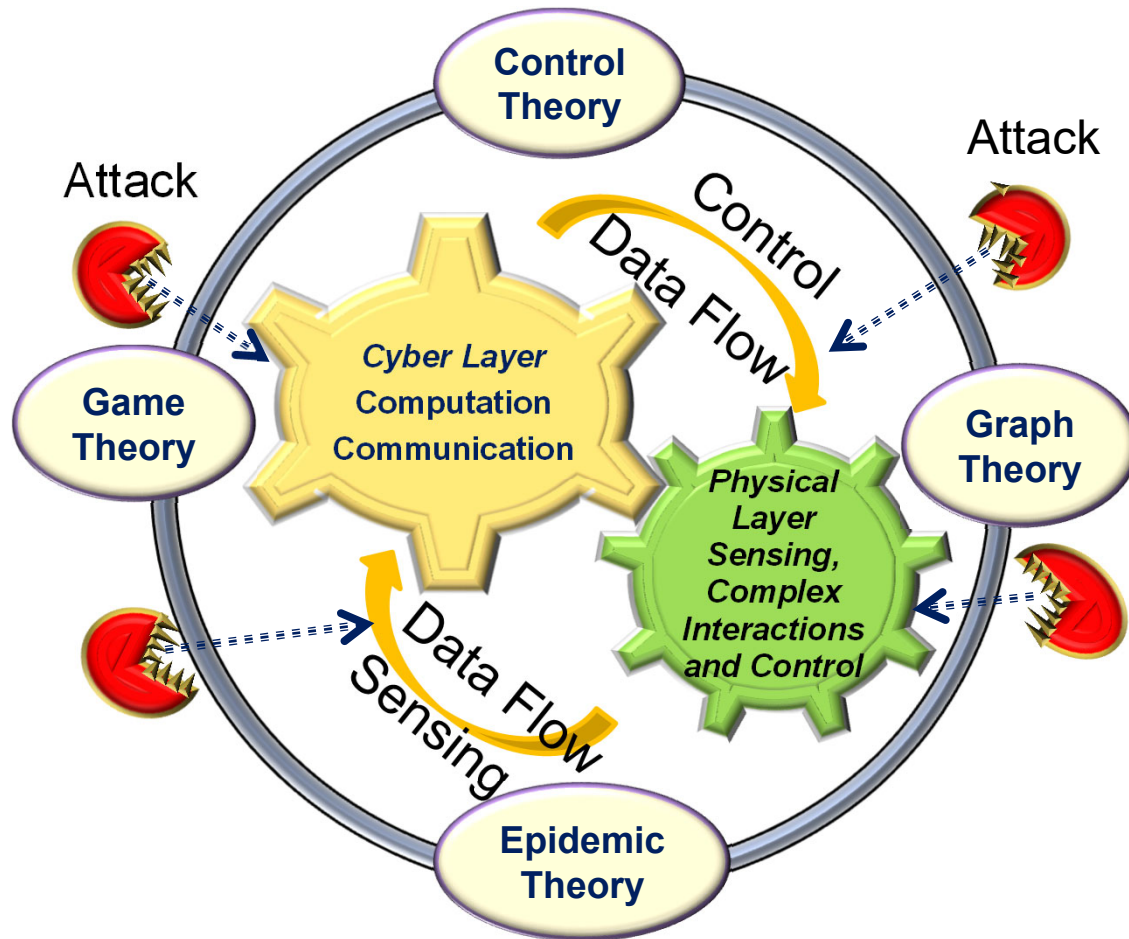 Control
Theory
Attack
Attack
Control
Data Flow
Cyber Layer
Computation
Communication
Game
Theory
Graph
Theory
Physical
Layer
Sensing,
Complex
Interactions
and Control
Data Flow
Sensing
Epidemic
Theory